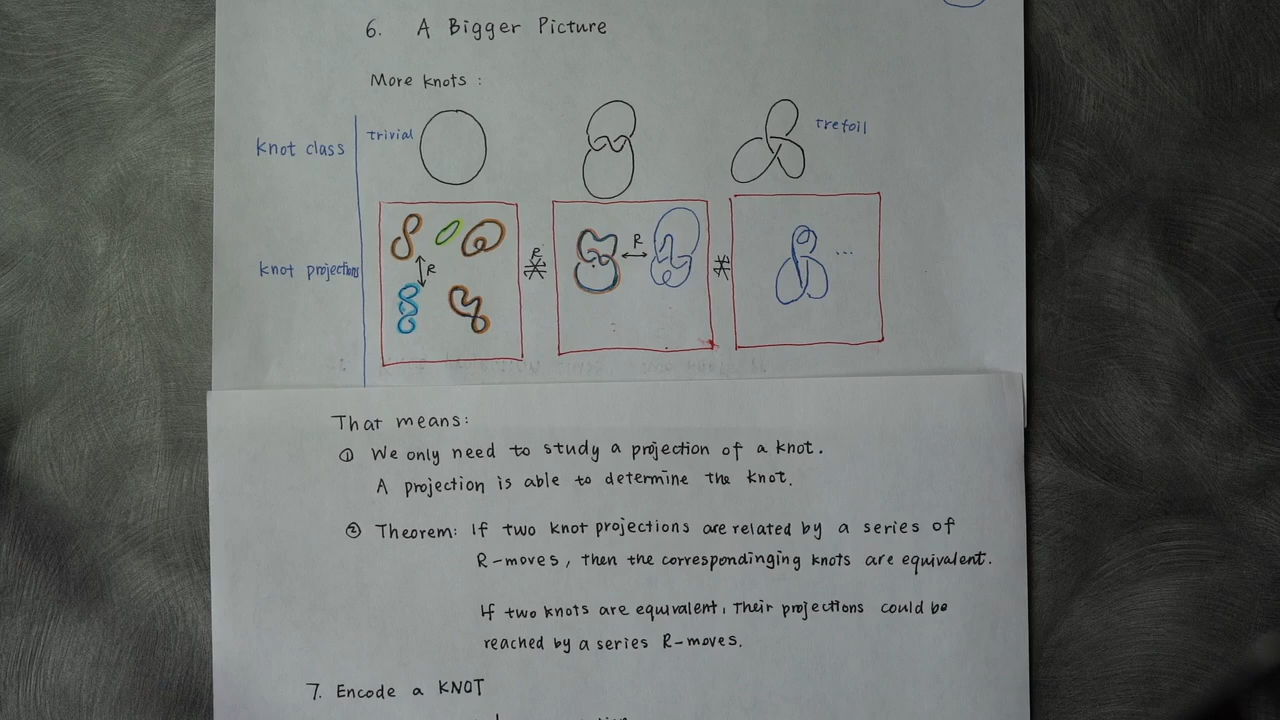 6. A Bigger Picture
More knots :
knot class
trivial
trefoil
knot projections
R
R
R
...
That means:
① We only need to study a projection of a knot.
A projection is able to determine the knot.
② Theorem: If two knot projections are related by a series of
R-moves, then the correspondinging knots are equivalent.
If two knots are equivalent, Their projections could be
reached by a series R-moves.
7. Encode a KNOT